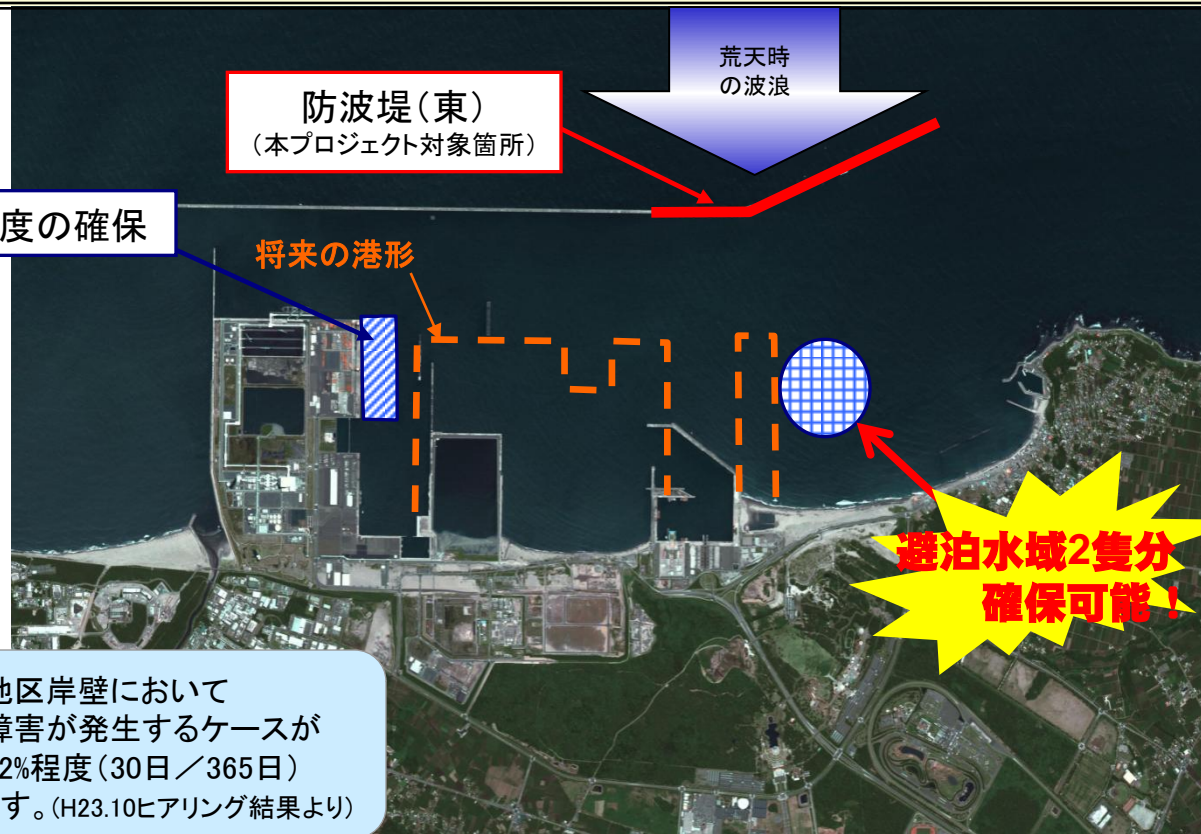 荒天時
の波浪
防波堤(東)
(本プロジェクト対象箇所)
度の確保
将来の港形
避泊水域2隻分
確保可能!
地区岸壁において
障害が発生するケースが
2%程度(30日/365日)
す。(H23.10ヒアリング結果より)